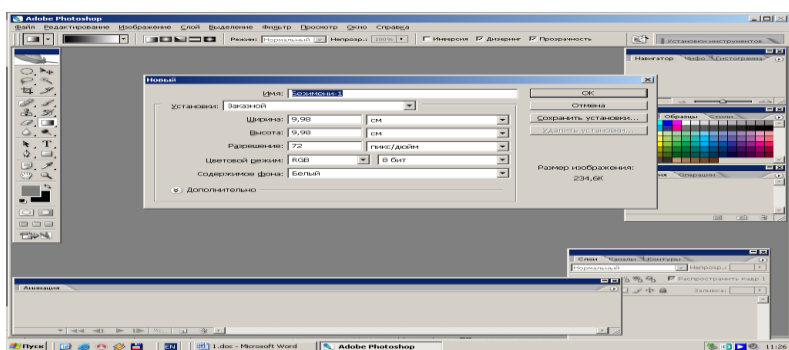 Adobe Photoshop
Файл Редактирование Изображение Слой Выделение Фильтр Просмотр Окно Справка
Режим: Нормальный Непрозр.: 100% Инверсия Дизеринг Прозрачность
Установки инструментов
Навигатор Инфо Гистограмма
Новый
Имя: Безимени-1
OK
Установки: Заказной
Отмена
Ширина: 9,98 см
Сохранить установки...
Высота: 9,98 см
Удалить установки...
Разрешение: 72 пикс/дюйм
Цветовой режим: RGB 8 бит
Содержимое фона: Белый
Размер изображения:
234,6K
Дополнительно
Образцы Стили
Операции
Слои Каналы Контуры
Нормальный Непрозр.:
Распространить кадр 1
Заливка:
Анимация
Пуск EN 1.doc - Microsoft Word Adobe Photoshop 11:26